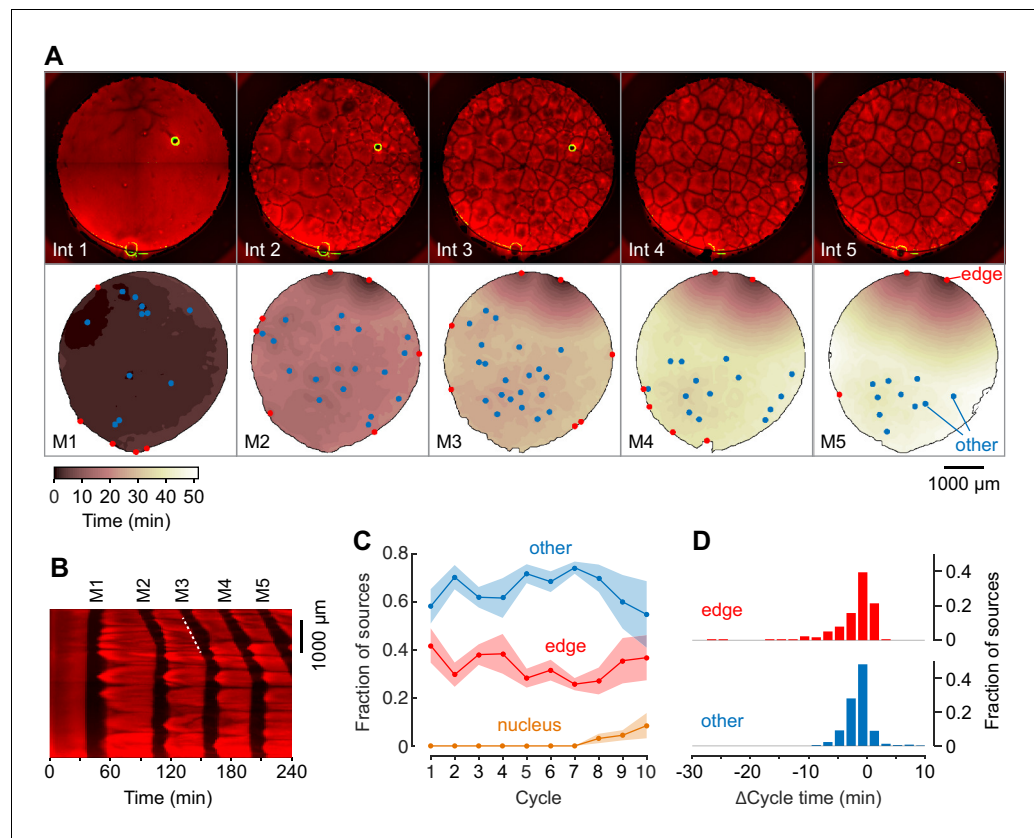 A
Int 1 Int 2 Int 3 Int 4 Int 5
edge
M1 M2 M3 M4 M5
other
0 10 20 30 40 50
Time (min)
1000 µm
B
M1 M2 M3 M4 M5
1000 µm
0 60 120 180 240
Time (min)
C
other
edge
nucleus
0.8
0.6
0.4
0.2
0
Fraction of sources
1 2 3 4 5 6 7 8 9 10
Cycle
D
edge
0.4
0.2
0
other
0.4
0.2
0
Fraction of sources
-30 -20 -10 0 10
ΔCycle time (min)